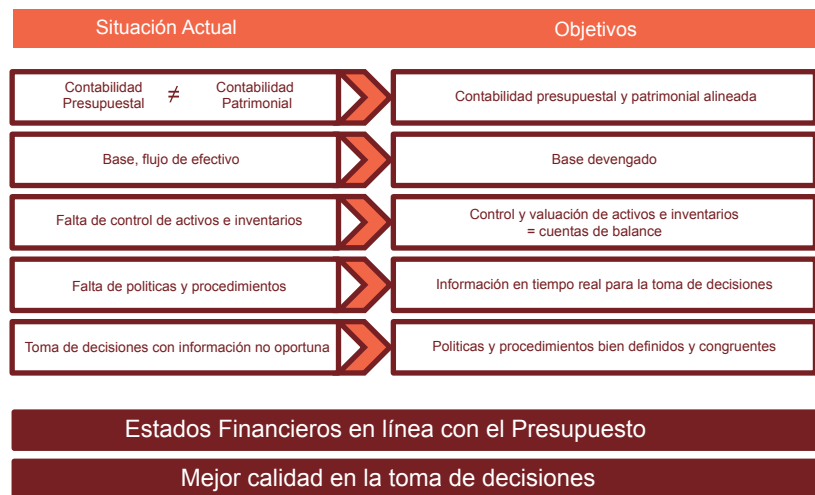 Situación Actual
Objetivos
Contabilidad Presupuestal ≠ Contabilidad Patrimonial
Contabilidad presupuestal y patrimonial alineada
Base, flujo de efectivo
Base devengado
Falta de control de activos e inventarios
Control y valuación de activos e inventarios
= cuentas de balance
Falta de politicas y procedimientos
Información en tiempo real para la toma de decisiones
Toma de decisiones con información no oportuna
Politicas y procedimientos bien definidos y congruentes
Estados Financieros en línea con el Presupuesto
Mejor calidad en la toma de decisiones